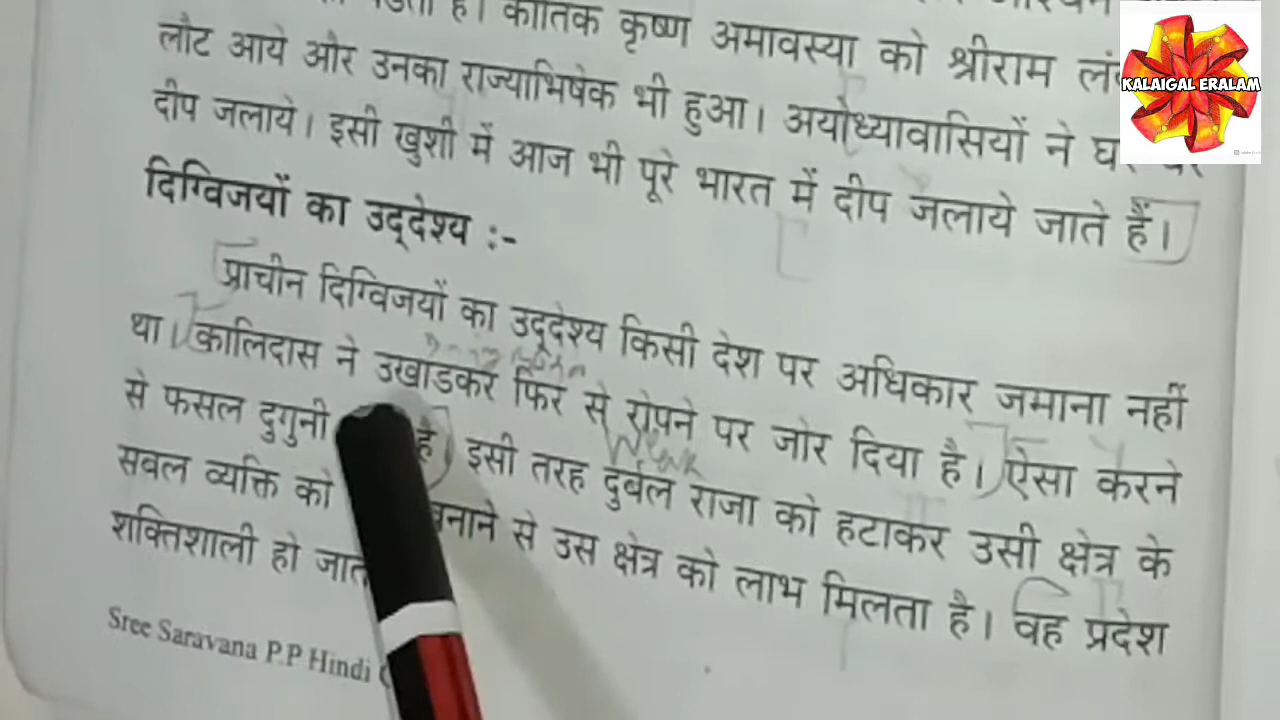 कार्तिक कृष्ण अमावस्या को श्रीराम
लौट आये और उनका राज्याभिषेक भी हुआ। अयोध्यावासियों ने
दीप जलाये। इसी खुशी में आज भी पूरे भारत में दीप जलाये जाते हैं।
दिग्विजयों का उद्देश्य :-
प्राचीन दिग्विजयों का उद्देश्य किसी देश पर अधिकार जमाना नहीं
था। कालिदास ने उखाडकर फिर से रोपने पर जोर दिया है। ऐसा करने
से फसल दुगुनी है। इसी तरह दुर्बल राजा को हटाकर उसी क्षेत्र के
सबल व्यक्ति को बनाने से उस क्षेत्र को लाभ मिलता है। वह प्रदेश
शक्तिशाली हो
Sree Saravana P.P Hindi
Weak
KALAIGAL ERALAM